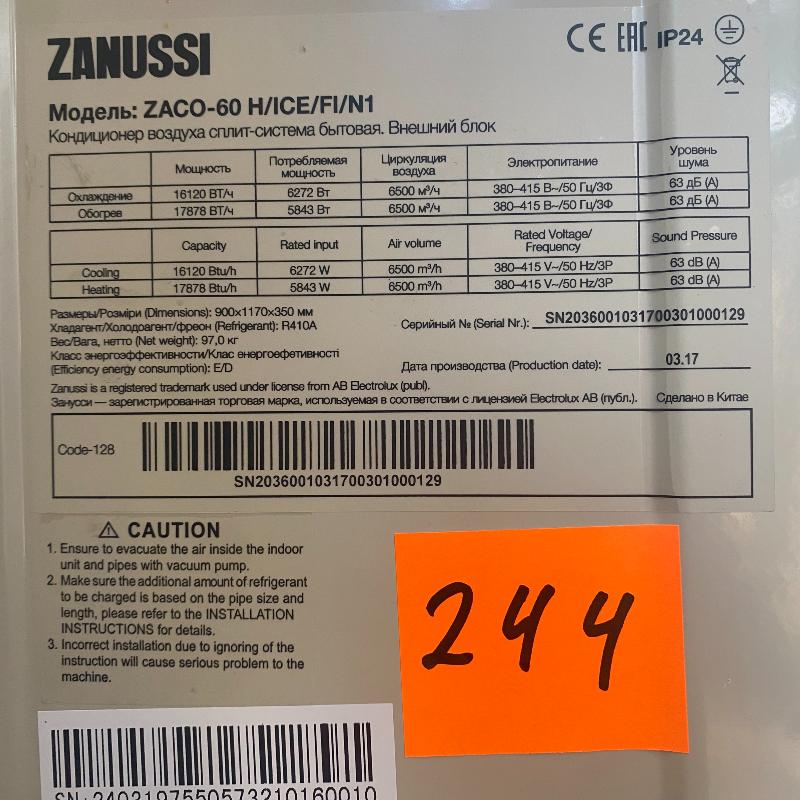 ZANUSSI
CE EAC IP24
Модель: ZACO-60 H/ICE/FI/N1
Кондиционер воздуха сплит-система бытовая. Внешний блок
Мощность Потребляемая мощность Циркуляция воздуха Электропитание Уровень шума
Охлаждение 16120 ВТ/ч 6272 Вт 6500 м³/ч 380–415 В~/50 Гц/3Ф 63 дБ (А)
Обогрев 17878 ВТ/ч 5843 Вт 6500 м³/ч 380–415 В~/50 Гц/3Ф 63 дБ (А)
Capacity Rated input Air volume Rated Voltage/ Frequency Sound Pressure
Cooling 16120 Btu/h 6272 W 6500 m³/h 380–415 V~/50 Hz/3P 63 dB (A)
Heating 17878 Btu/h 5843 W 6500 m³/h 380–415 V~/50 Hz/3P 63 dB (A)
Размеры/Розміри (Dimensions): 900x1170x350 мм
Хладагент/Холодоагент/фреон (Refrigerant): R410A
Вес/Вага, нетто (Net weight): 97,0 кг
Класс энергоэффективности/Клас енергоефетивності
(Efficiency energy consumption): E/D
Серийный № (Serial Nr.): SN2036001031700301000129
Дата производства (Production date): 03.17
Zanussi is a registered trademark used under license from AB Electrolux (publ).
Занусси — зарегистрированная торговая марка, используемая в соответствии с лицензией Electrolux AB (публ.). Сделано в Китае
Code-128
SN2036001031700301000129
CAUTION
1. Ensure to evacuate the air inside the indoor
unit and pipes with vacuum pump.
2. Make sure the additional amount of refrigerant
to be charged is based on the pipe size and
length, please refer to the INSTALLATION
INSTRUCTIONS for details.
3. Incorrect installation due to ignoring of the
instruction will cause serious problem to the
machine.
244
SN:2403197550573210160010